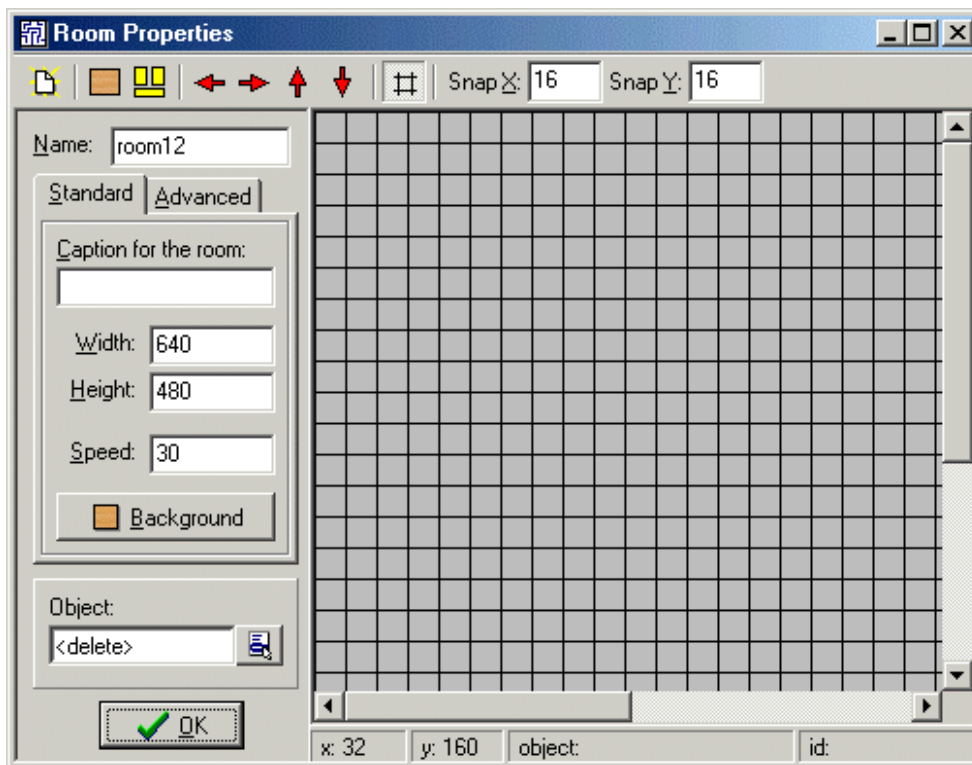 Room Properties
Snap X: 16 Snap Y: 16
Name: room12
Standard Advanced
Caption for the room:
Width: 640
Height: 480
Speed: 30
Background
Object:
<delete>
OK
x: 32 y: 160 object: id: